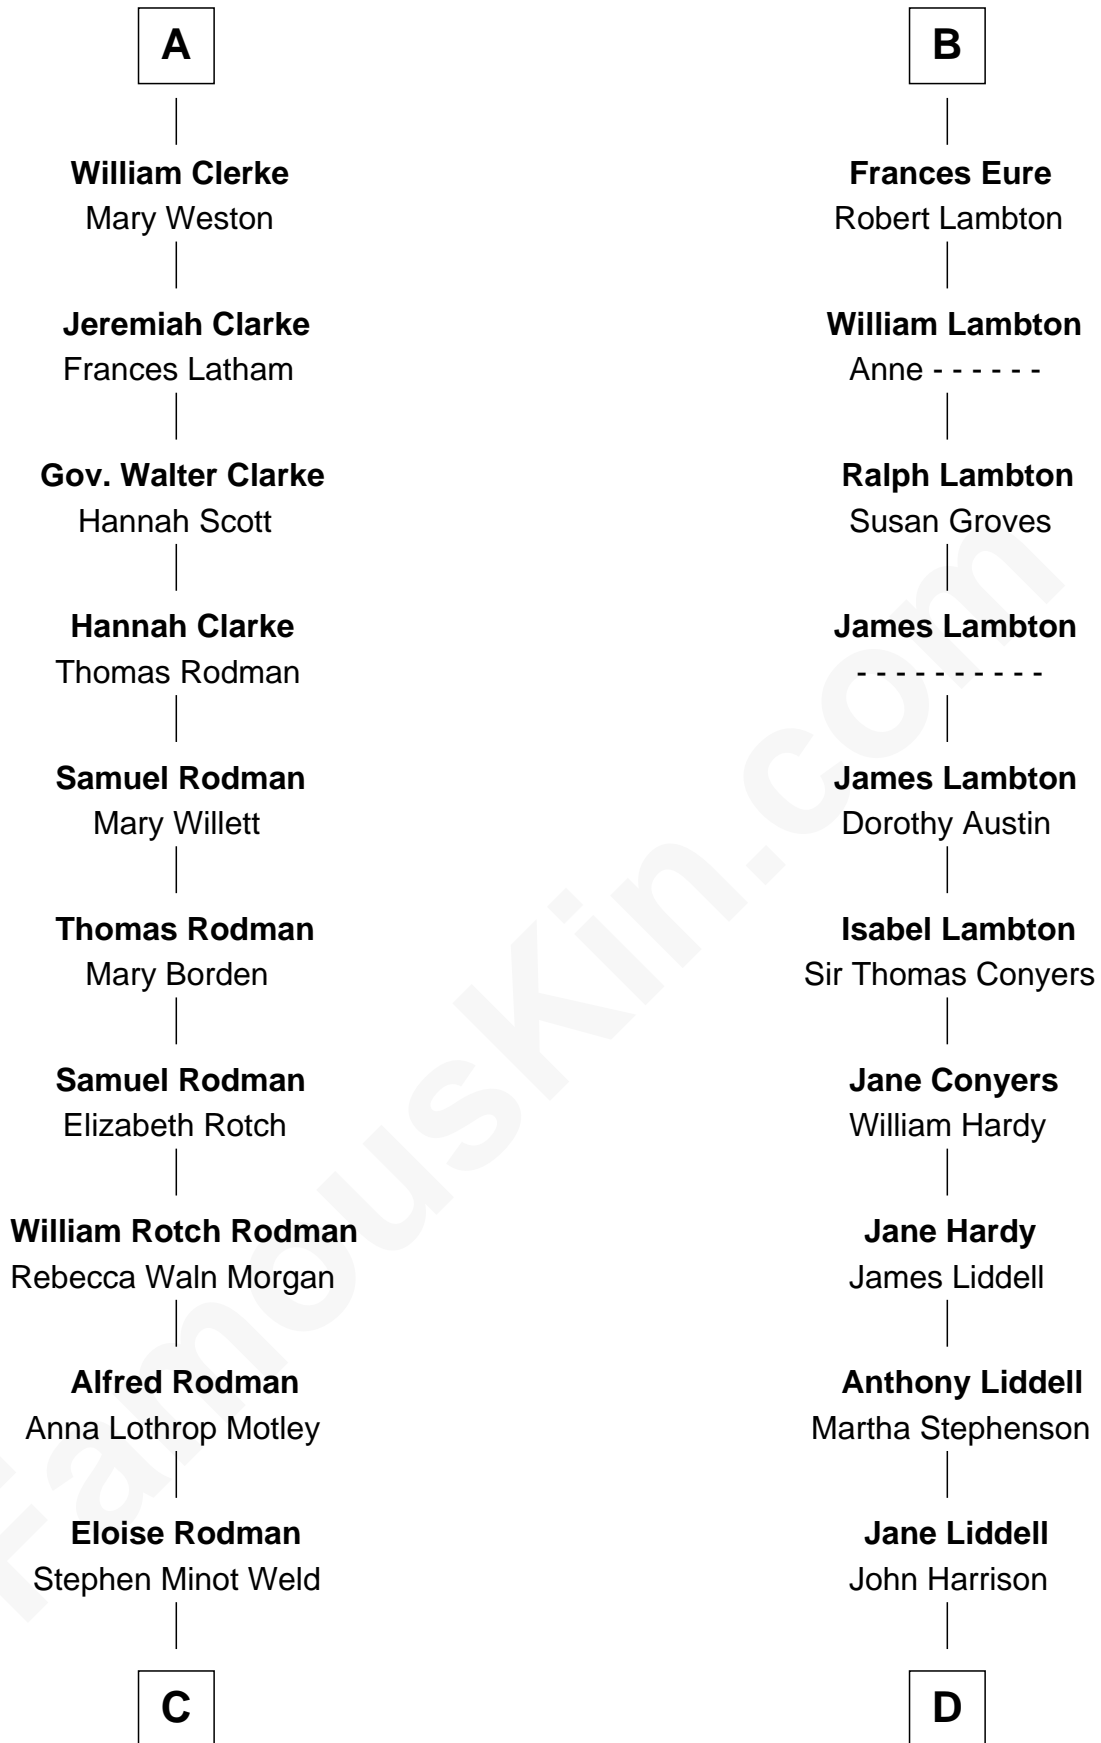 A
William Clerke
Mary Weston
Jeremiah Clarke
Frances Latham
Gov. Walter Clarke
Hannah Scott
Hannah Clarke
Thomas Rodman
Samuel Rodman
Mary Willett
Thomas Rodman
Mary Borden
Samuel Rodman
Elizabeth Rotch
William Rotch Rodman
Rebecca Waln Morgan
Alfred Rodman
Anna Lothrop Motley
Eloise Rodman
Stephen Minot Weld
C
B
Frances Eure
Robert Lambton
William Lambton
Anne - - - - - -
Ralph Lambton
Susan Groves
James Lambton
- - - - - - - - - -
James Lambton
Dorothy Austin
Isabel Lambton
Sir Thomas Conyers
Jane Conyers
William Hardy
Jane Hardy
James Liddell
Anthony Liddell
Martha Stephenson
Jane Liddell
John Harrison
D
FamousKin.com